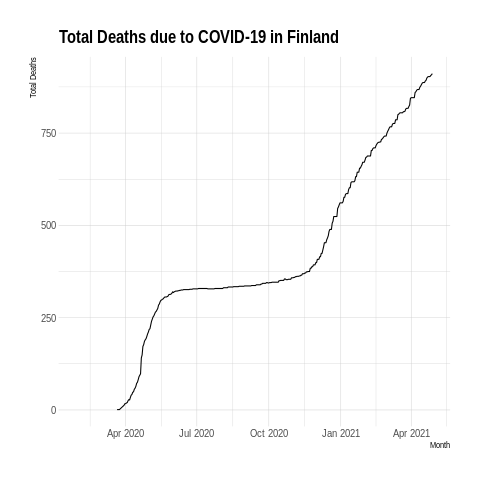 Total Deaths due to COVID-19 in Finland
Total Deaths
750
500
250
0
Apr 2020 Jul 2020 Oct 2020 Jan 2021 Apr 2021
Month